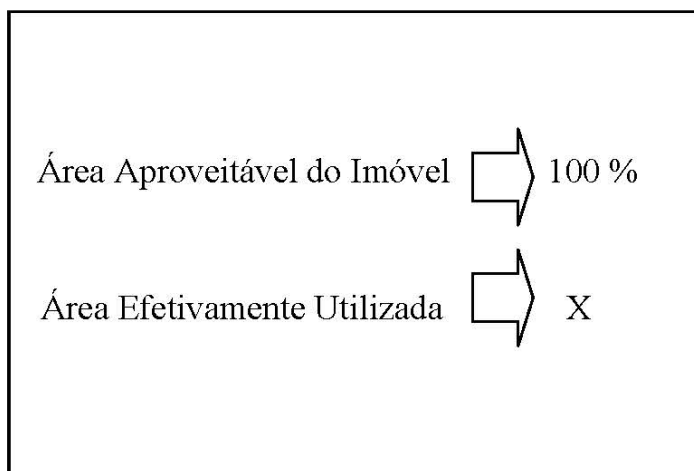 Área Aproveitável do Imóvel 100 %
Área Efetivamente Utilizada X